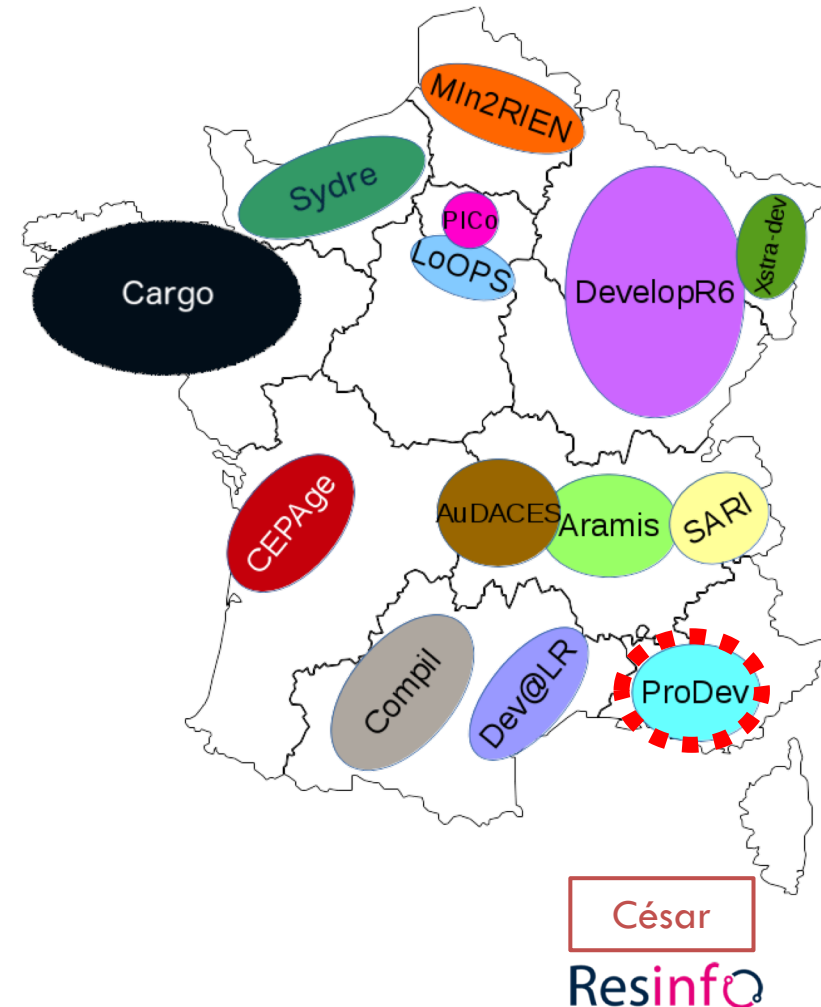 MIn2RIEN
Sydre
PICo
LoOPS
Xstra-dev
Cargo
DevelopR6
CEPAge
AuDACES
Aramis
SARI
Compil
Dev@LR
ProDev
César
Resinfo